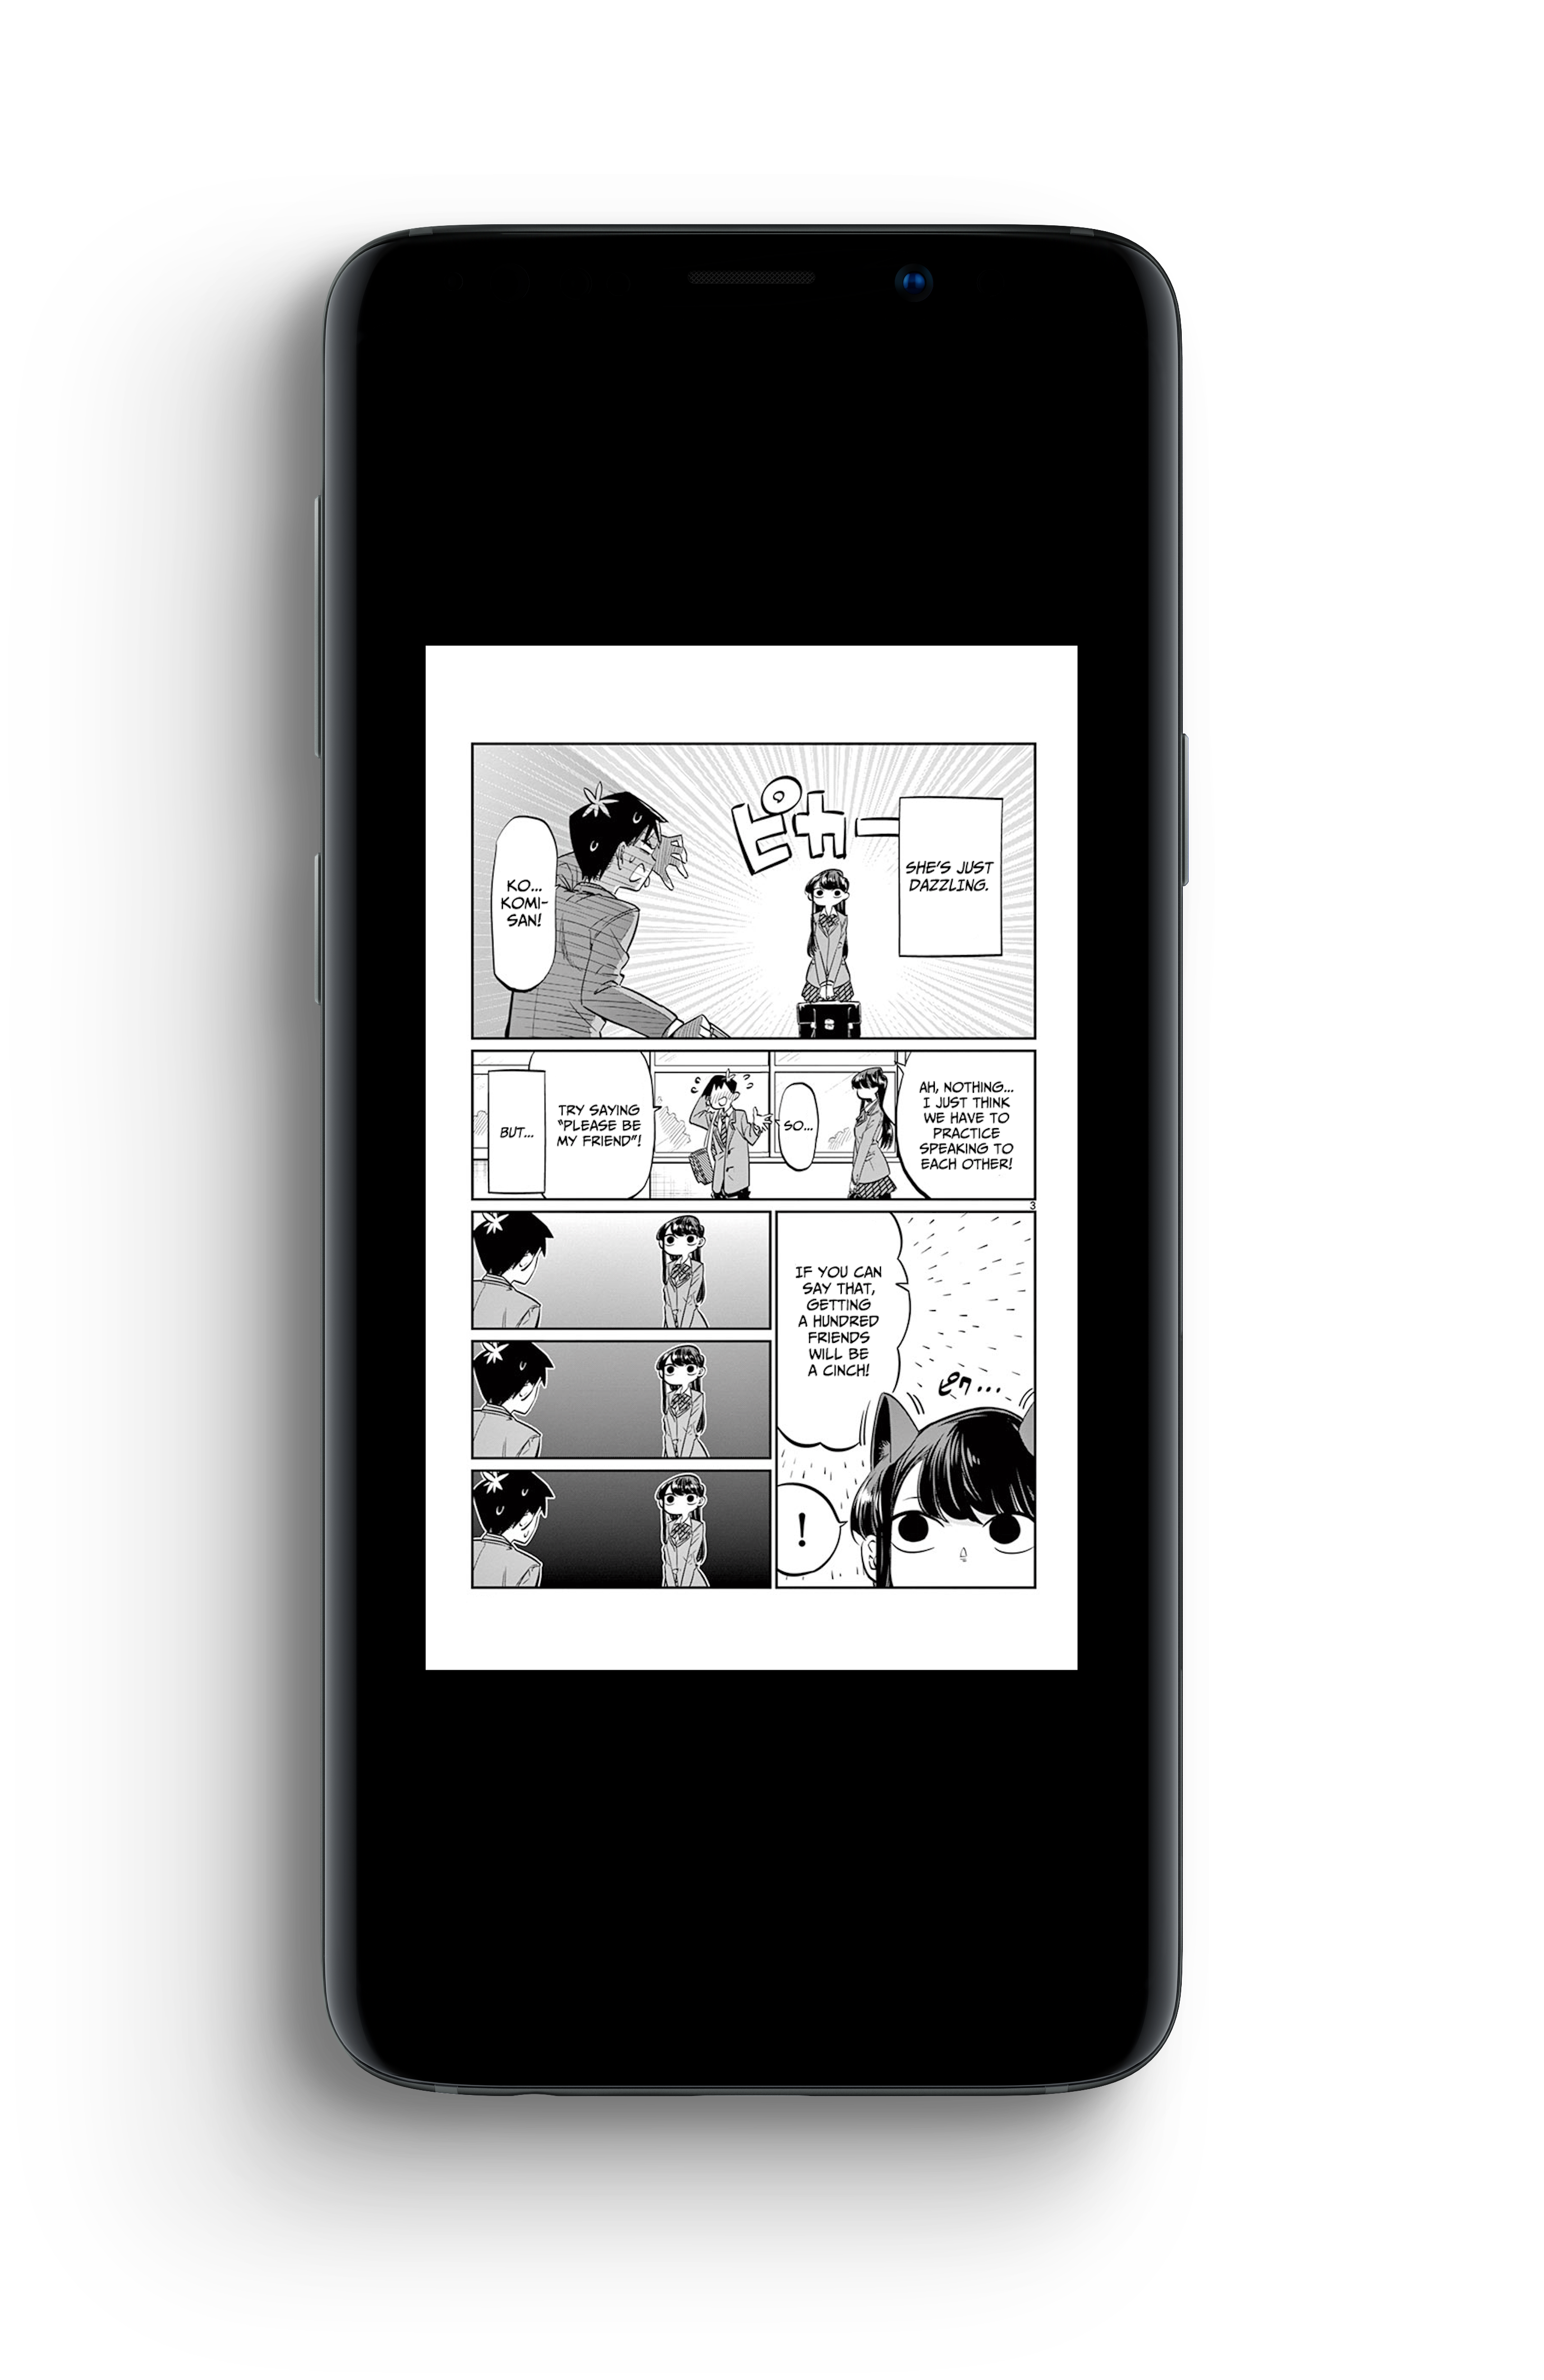 SHE'S JUST
DAZZLING.
ピカー
KO...
KOMI-
SAN!
AH, NOTHING...
I JUST THINK
WE HAVE TO
PRACTICE
SPEAKING TO
EACH OTHER!
SO...
TRY SAYING
"PLEASE BE
MY FRIEND"!
BUT...
3
IF YOU CAN
SAY THAT,
GETTING
A HUNDRED
FRIENDS
WILL BE
A CINCH!
ピク...
!